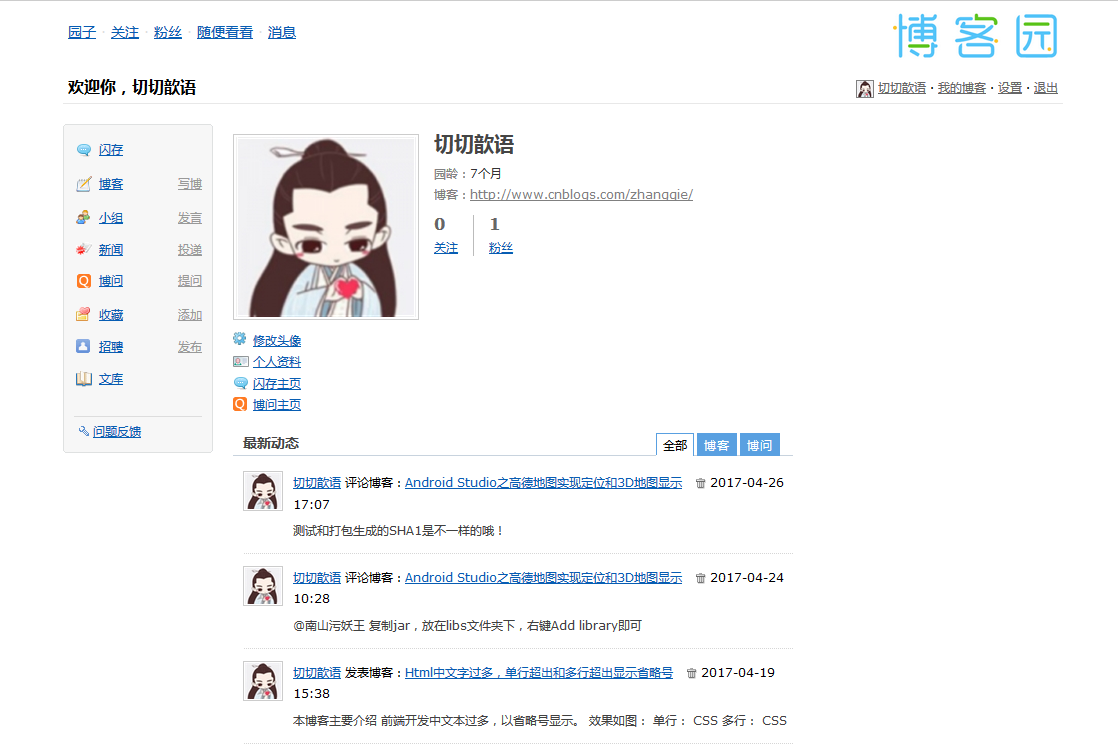 园子 · 关注 · 粉丝 · 随便看看 · 消息
博客园
欢迎你，切切歆语
切切歆语 · 我的博客 · 设置 · 退出
闪存
博客 写博
小组 发言
新闻 投递
博问 提问
收藏 添加
招聘 发布
文库
问题反馈
切切歆语
园龄：7个月
博客：http://www.cnblogs.com/zhangqie/
0 1
关注 粉丝
修改头像
个人资料
闪存主页
博问主页
最新动态 全部 博客 博问
切切歆语 评论博客：Android Studio之高德地图实现定位和3D地图显示 2017-04-26
17:07
测试和打包生成的SHA1是不一样的哦！
切切歆语 评论博客：Android Studio之高德地图实现定位和3D地图显示 2017-04-24
10:28
@南山污妖王 复制jar，放在libs文件夹下，右键Add library即可
切切歆语 发表博客：Html中文字过多，单行超出和多行超出显示省略号 2017-04-19
15:38
本博客主要介绍 前端开发中文本过多，以省略号显示。 效果如图： 单行： CSS 多行： CSS